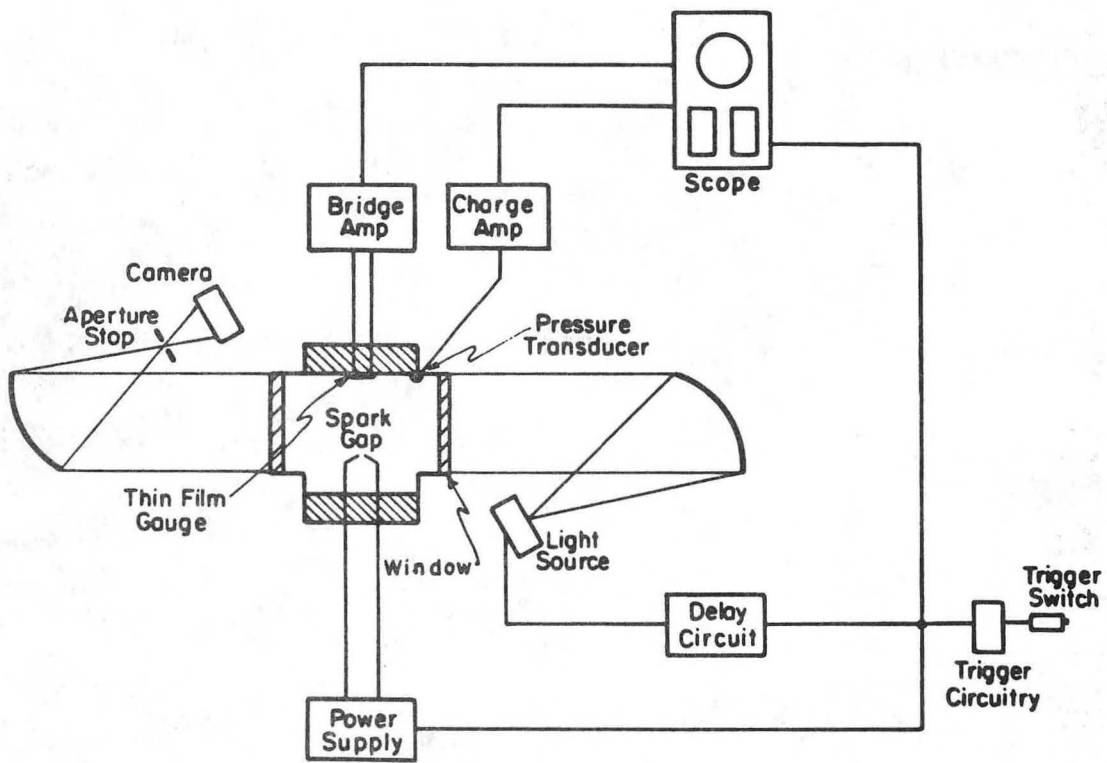 Scope
Bridge
Amp
Charge
Amp
Camera
Aperture
Stop
Pressure
Transducer
Spark
Gap
Thin Film
Gauge
Window
Light
Source
Delay
Circuit
Trigger
Switch
Trigger
Circuitry
Power
Supply